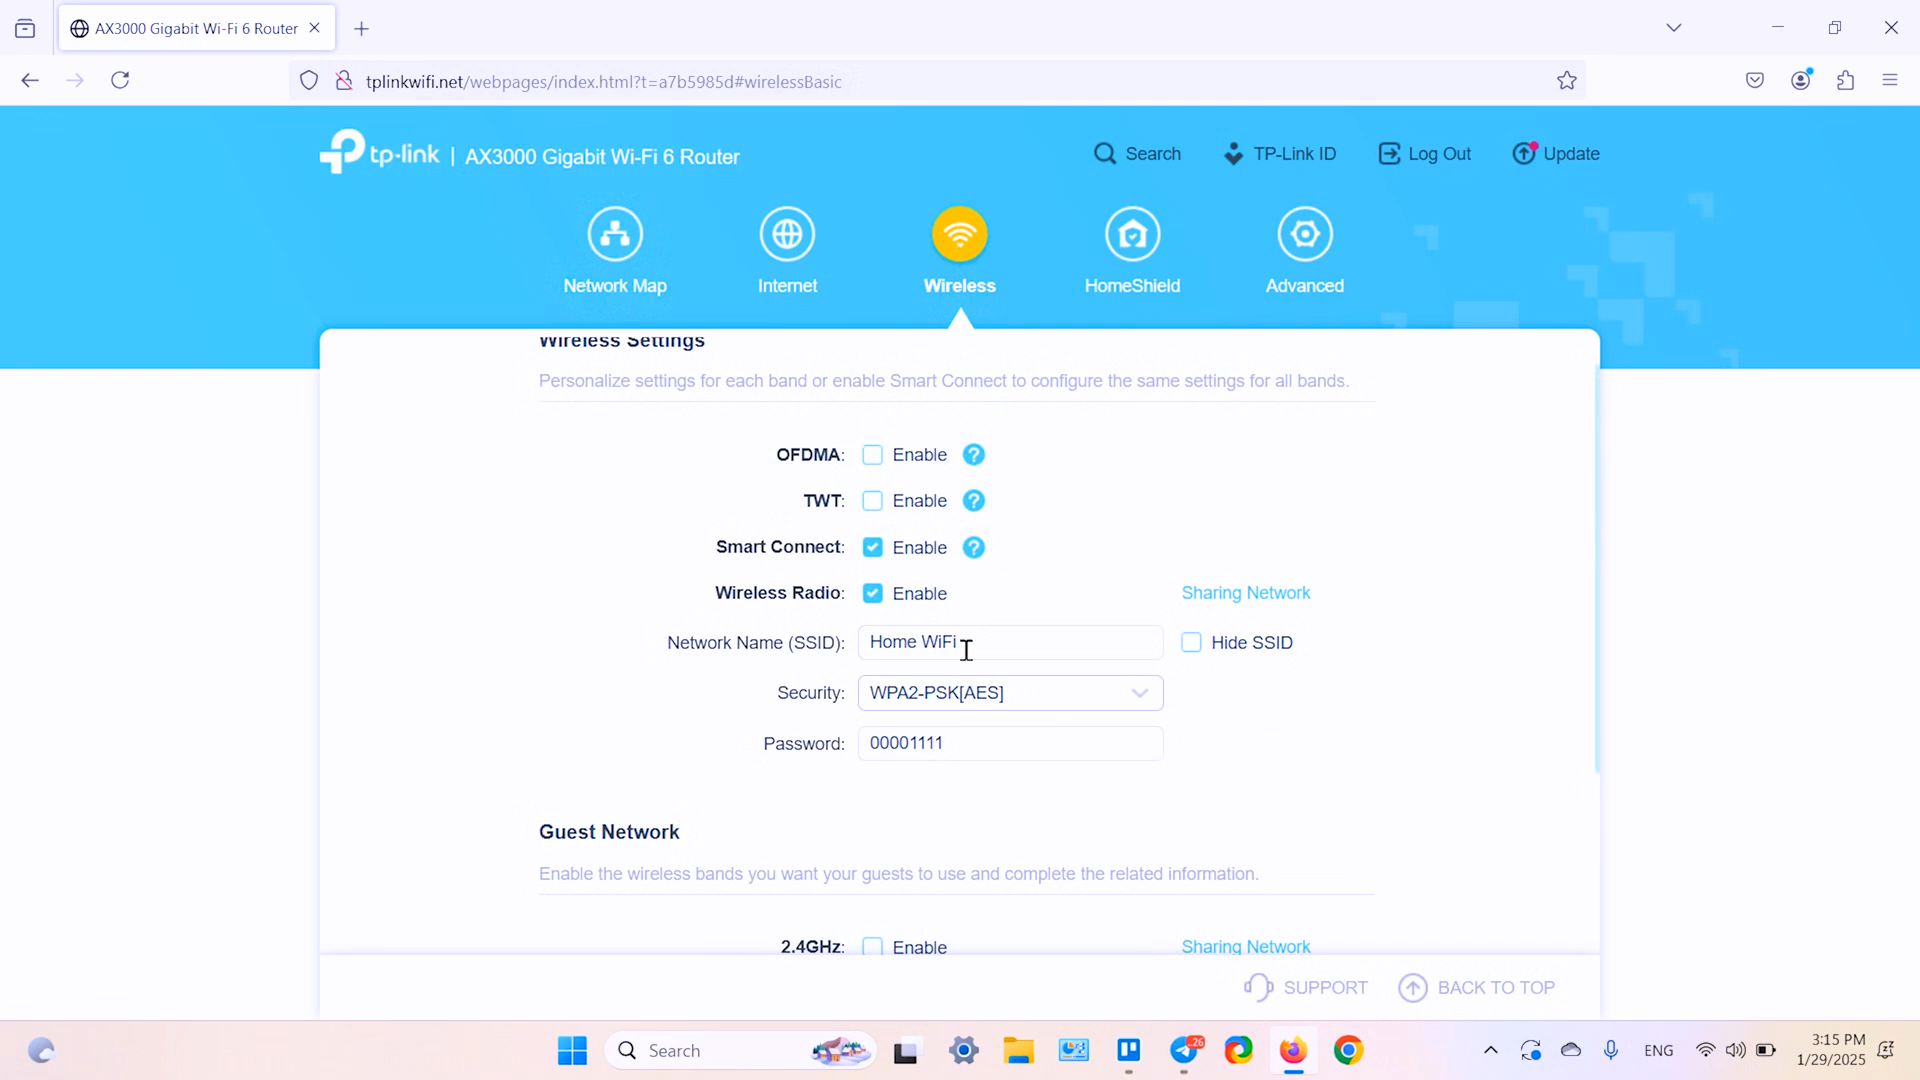 AX3000 Gigabit Wi-Fi 6 Router
tplinkwifi.net/webpages/index.html?t=a7b5985d#wirelessBasic
tp-link | AX3000 Gigabit Wi-Fi 6 Router
Search
TP-Link ID
Log Out
Update
Network Map
Internet
Wireless
HomeShield
Advanced
Wireless Settings
Personalize settings for each band or enable Smart Connect to configure the same settings for all bands.
OFDMA: Enable ?
TWT: Enable ?
Smart Connect: Enable ?
Wireless Radio: Enable Sharing Network
Network Name (SSID): Home WiFi Hide SSID
Security: WPA2-PSK[AES]
Password: 00001111
Guest Network
Enable the wireless bands you want your guests to use and complete the related information.
2.4GHz: Enable Sharing Network
SUPPORT BACK TO TOP
Search
26
ENG
3:15 PM
1/29/2025